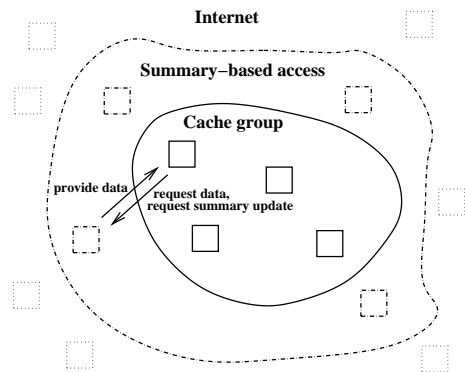 Internet
Summary–based access
Cache group
provide data
request data,
request summary update